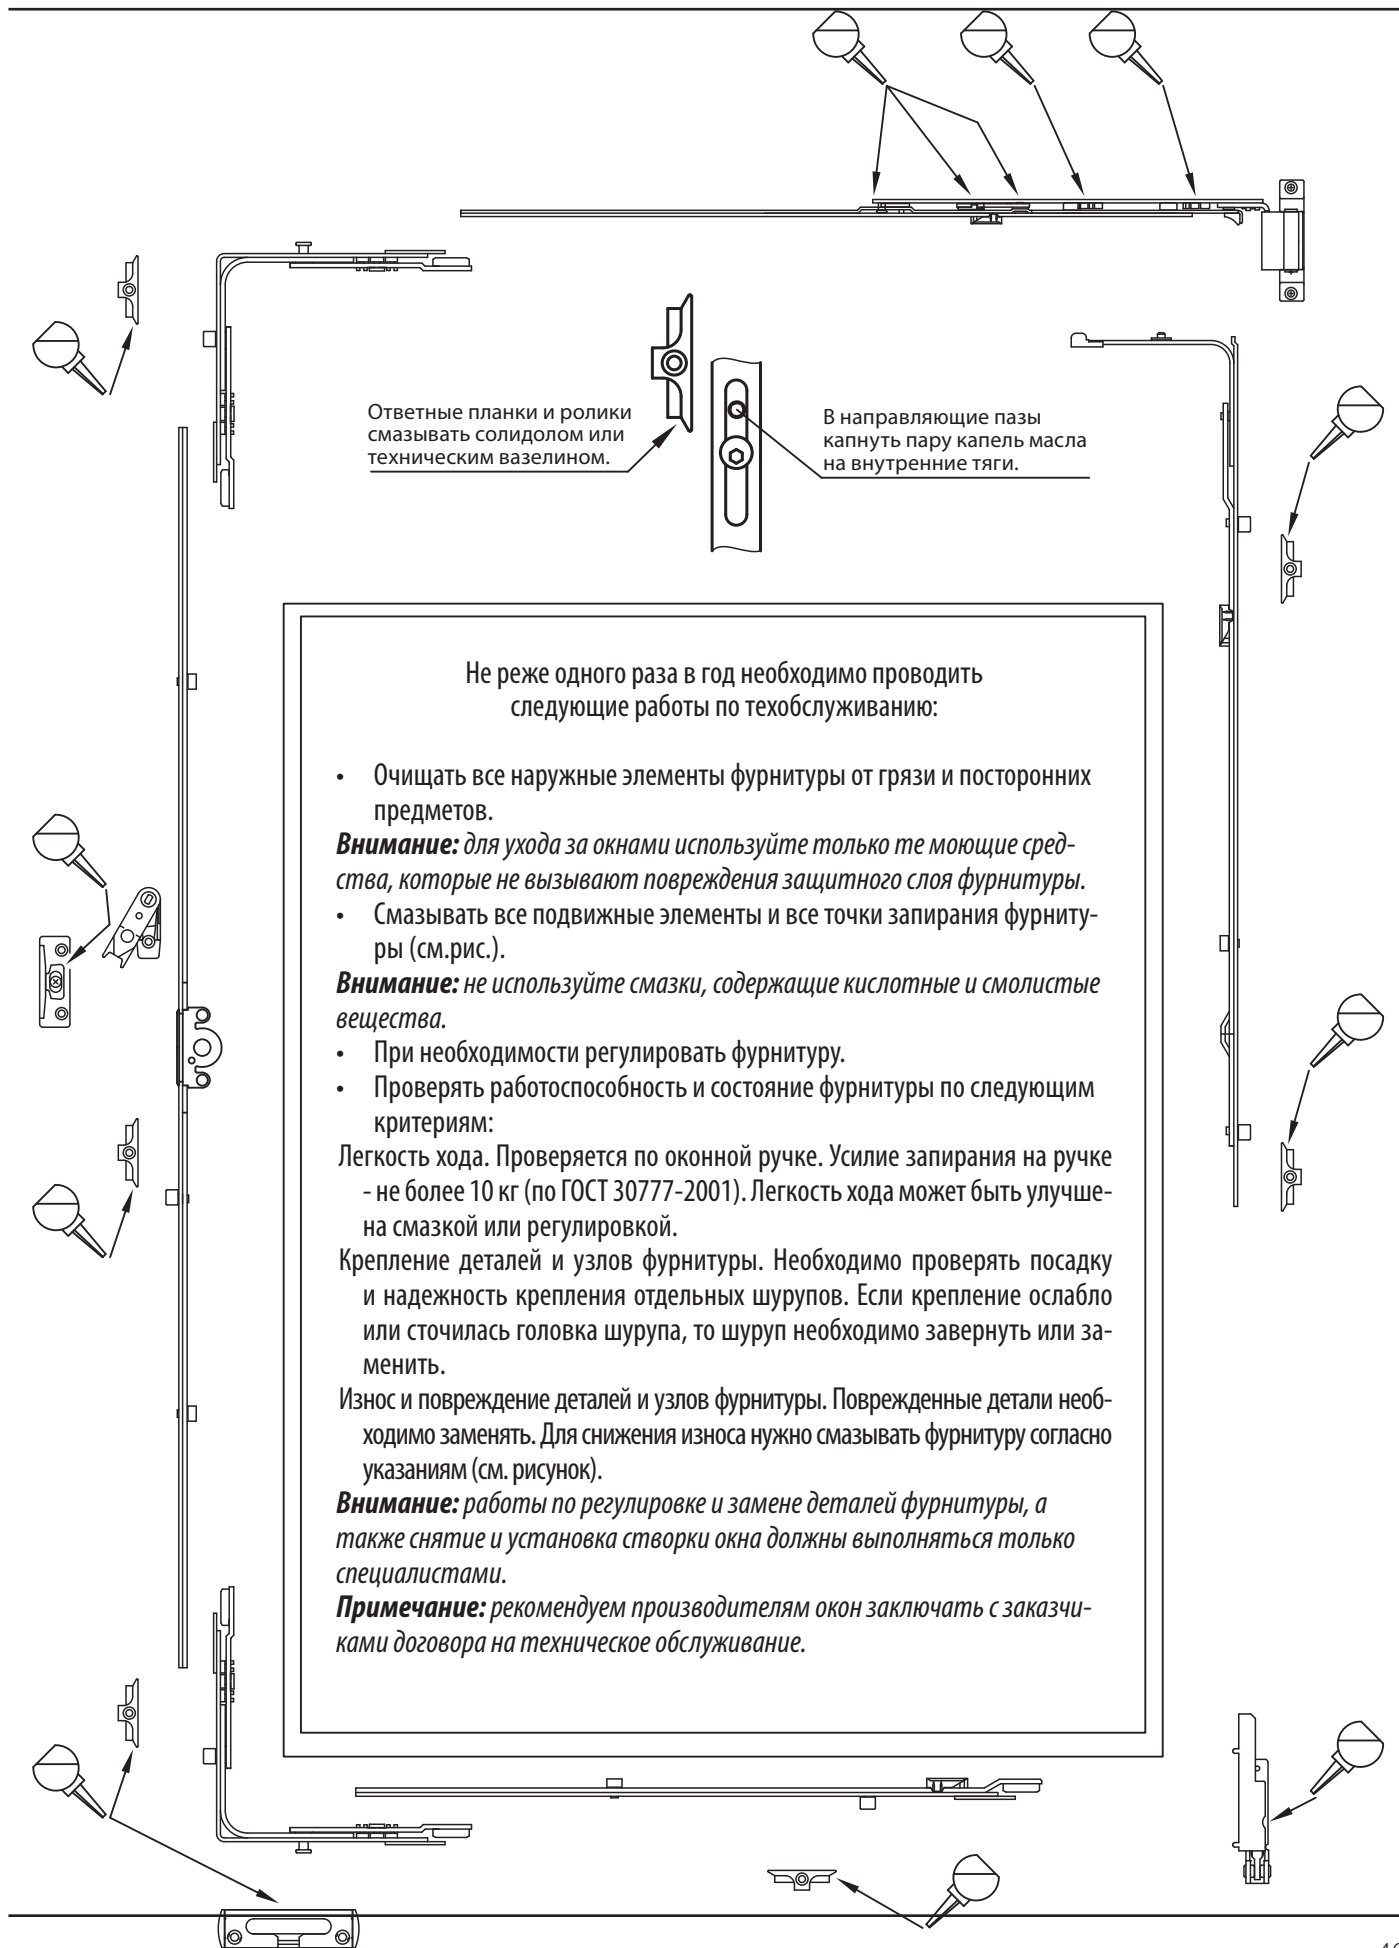 Ответные планки и ролики
смазывать солидолом или
техническим вазелином.
В направляющие пазы
капнуть пару капель масла
на внутренние тяги.
Не реже одного раза в год необходимо проводить
следующие работы по техобслуживанию:
• Очищать все наружные элементы фурнитуры от грязи и посторонних
предметов.
Внимание: для ухода за окнами используйте только те моющие сред-
ства, которые не вызывают повреждения защитного слоя фурнитуры.
• Смазывать все подвижные элементы и все точки запирания фурниту-
ры (см.рис.).
Внимание: не используйте смазки, содержащие кислотные и смолистые
вещества.
• При необходимости регулировать фурнитуру.
• Проверять работоспособность и состояние фурнитуры по следующим
критериям:
Легкость хода. Проверяется по оконной ручке. Усилие запирания на ручке
- не более 10 кг (по ГОСТ 30777-2001). Легкость хода может быть улучше-
на смазкой или регулировкой.
Крепление деталей и узлов фурнитуры. Необходимо проверять посадку
и надежность крепления отдельных шурупов. Если крепление ослабло
или сточилась головка шурупа, то шуруп необходимо завернуть или за-
менить.
Износ и повреждение деталей и узлов фурнитуры. Поврежденные детали необ-
ходимо заменять. Для снижения износа нужно смазывать фурнитуру согласно
указаниям (см. рисунок).
Внимание: работы по регулировке и замене деталей фурнитуры, а
также снятие и установка створки окна должны выполняться только
специалистами.
Примечание: рекомендуем производителям окон заключать с заказчи-
ками договора на техническое обслуживание.